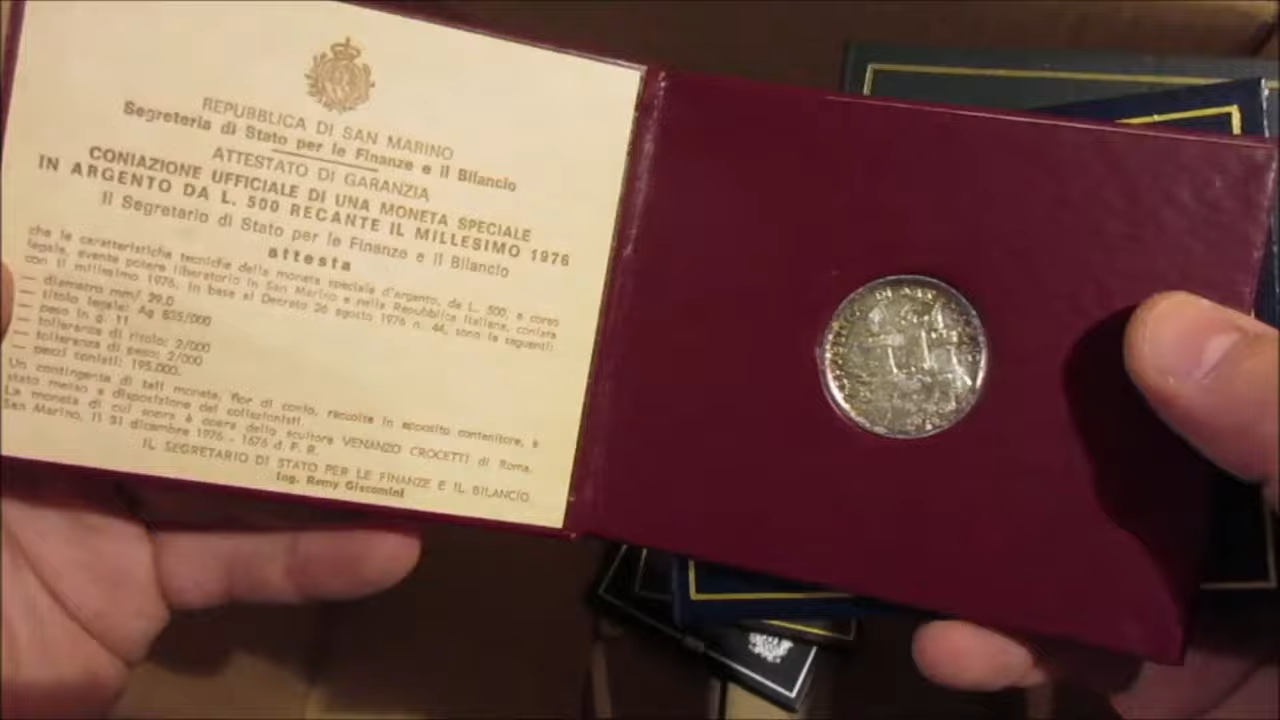 REPUBBLICA DI SAN MARINO
Segreteria di Stato per le Finanze e il Bilancio
ATTESTATO DI GARANZIA
CONIAZIONE UFFICIALE DI UNA MONETA SPECIALE
IN ARGENTO DA L. 500 RECANTE IL MILLESIMO 1976
Il Segretario di Stato per le Finanze e il Bilancio
attesta
che le caratteristiche tecniche della moneta speciale d'argento, da L. 500, a corso
legale, avente potere liberatorio in San Marino e nella Repubblica Italiana, coniata
con il millesimo 1976, in base al Decreto 26 agosto 1976 n. 44, sono le seguenti:
— diametro mm/ 29,0
— titolo legale: Ag 835/000
— peso in g. 11
— tolleranza di titolo: 2/000
— tolleranza di peso: 2/000
— pezzi coniati: 195.000.
Un contingente di tali monete, fior di conio, raccolte in apposito contenitore, è
stato messo a disposizione dei collezionisti.
La moneta di cui sopra è opera dello scultore VENANZO CROCETTI di Roma.
San Marino, il 31 dicembre 1976 - 1676 d. F. R.
IL SEGRETARIO DI STATO PER LE FINANZE E IL BILANCIO
Ing. Remy Giacomini
DI SAN